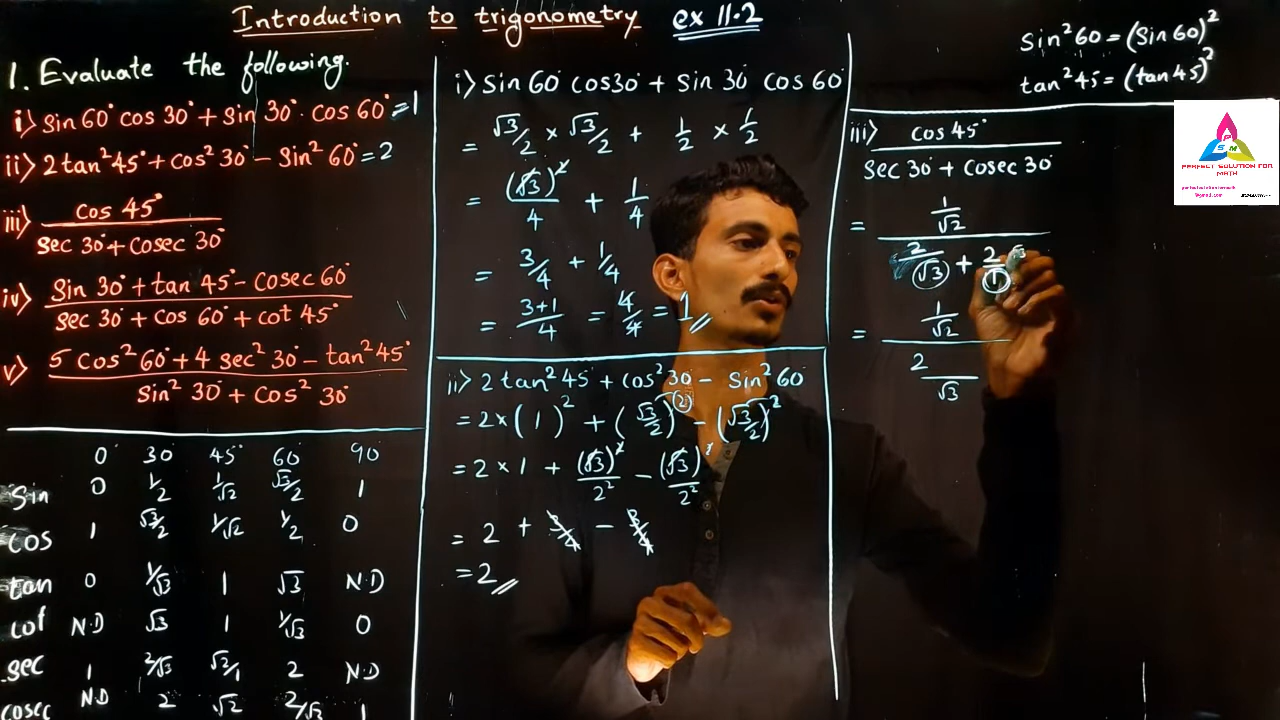 Introduction to trigonometry ex 11.2
1. Evaluate the following.
i> sin 60° cos 30° + sin 30° · cos 60° = 1
ii> 2 tan² 45° + cos² 30° – sin² 60° = 2
iii> cos 45°
sec 30° + cosec 30°
iv> sin 30° + tan 45° – cosec 60°
sec 30° + cos 60° + cot 45°
v> 5 cos² 60° + 4 sec² 30° – tan² 45°
sin² 30° + cos² 30°
0° 30° 45° 60° 90
sin 0 1/2 1/√2 √3/2 1
cos 1 √3/2 1/√2 1/2 0
tan 0 1/√3 1 √3 N·D
cot N·D √3 1 1/√3 0
sec 1 2/√3 √2/1 2 N·D
cosec N·D 2 √2 2/√3 1
i> sin 60° cos 30° + sin 30° cos 60°
= √3/2 × √3/2 + 1/2 × 1/2
= (√3)²/4 + 1/4
= 3/4 + 1/4
= 3+1/4 = 4/4 = 1
ii> 2 tan² 45° + cos² 30 – sin² 60°
= 2 × (1)² + (√3/2)(2) – (√3/2)²
= 2 × 1 + (√3)²/2² – (√3)²/2²
= 2 + 3/4 – 3/4
= 2
sin² 60 = (sin 60)²
tan² 45 = (tan 45)²
iii> cos 45°
sec 30° + cosec 30°
= 1/√2
2/√3 + 2/1 √3
= 1/√2
2
√3
PSM
PERFECT SOLUTION FOR MATH